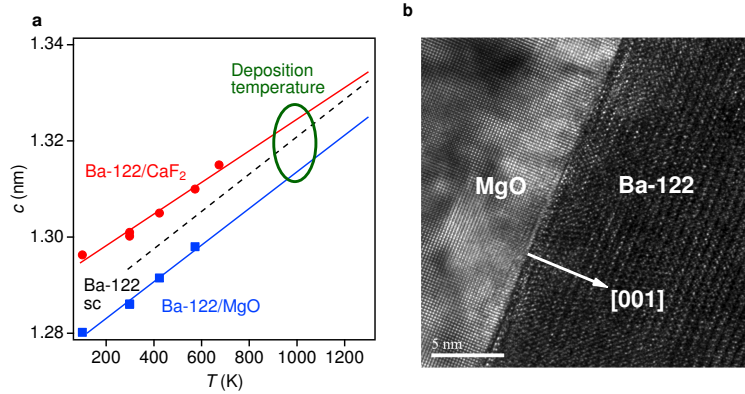 a
b
1.34
1.32
1.30
1.28
c (nm)
Deposition
temperature
Ba-122/CaF₂
Ba-122
sc
Ba-122/MgO
200
400
600
800
1000
1200
T (K)
MgO
Ba-122
[001]
5 nm